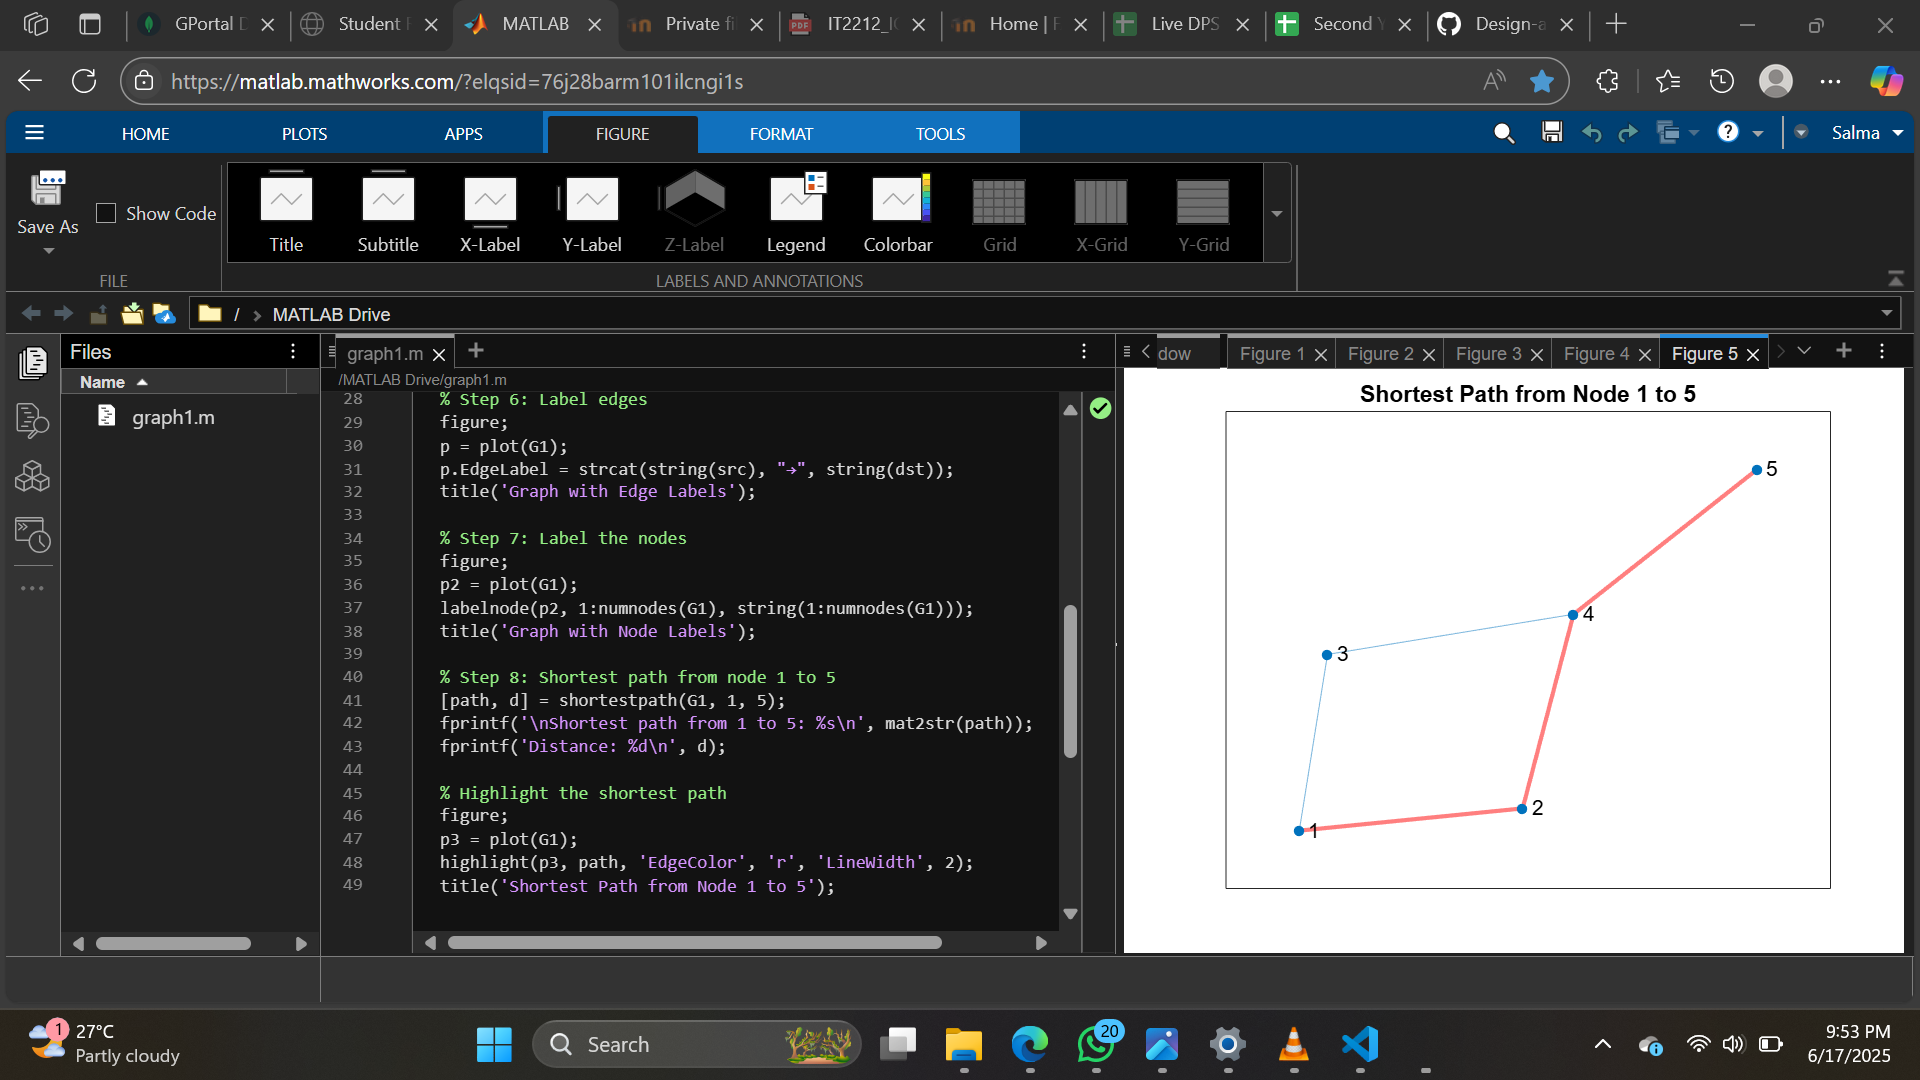 GPortal D
Student F
MATLAB
Private fi
IT2212_I
Home | F
Live DPS
Second Y
Design-a
https://matlab.mathworks.com/?elqsid=76j28barm101ilcngi1s
HOME
PLOTS
APPS
FIGURE
FORMAT
TOOLS
Salma
Save As
Show Code
FILE
Title
Subtitle
X-Label
Y-Label
Z-Label
Legend
Colorbar
Grid
X-Grid
Y-Grid
LABELS AND ANNOTATIONS
/ > MATLAB Drive
Files
Name
graph1.m
graph1.m
/MATLAB Drive/graph1.m
28 % Step 6: Label edges
29 figure;
30 p = plot(G1);
31 p.EdgeLabel = strcat(string(src), "→", string(dst));
32 title('Graph with Edge Labels');
33
34 % Step 7: Label the nodes
35 figure;
36 p2 = plot(G1);
37 labelnode(p2, 1:numnodes(G1), string(1:numnodes(G1)));
38 title('Graph with Node Labels');
39
40 % Step 8: Shortest path from node 1 to 5
41 [path, d] = shortestpath(G1, 1, 5);
42 fprintf('\nShortest path from 1 to 5: %s\n', mat2str(path));
43 fprintf('Distance: %d\n', d);
44
45 % Highlight the shortest path
46 figure;
47 p3 = plot(G1);
48 highlight(p3, path, 'EdgeColor', 'r', 'LineWidth', 2);
49 title('Shortest Path from Node 1 to 5');
dow
Figure 1
Figure 2
Figure 3
Figure 4
Figure 5
Shortest Path from Node 1 to 5
5
4
3
2
1
1
27°C
Partly cloudy
Search
20
9:53 PM
6/17/2025